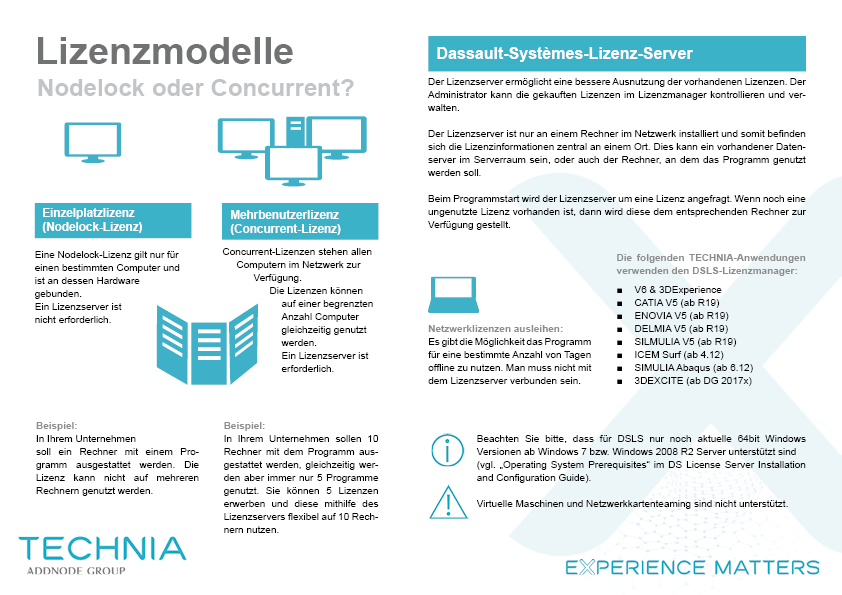 Lizenzmodelle
Nodelock oder Concurrent?
Einzelplatzlizenz
(Nodelock-Lizenz)
Eine Nodelock-Lizenz gilt nur für
einen bestimmten Computer und
ist an dessen Hardware
gebunden.
Ein Lizenzserver ist
nicht erforderlich.
Mehrbenutzerlizenz
(Concurrent-Lizenz)
Concurrent-Lizenzen stehen allen
Computern im Netzwerk zur
Verfügung.
Die Lizenzen können
auf einer begrenzten
Anzahl Computer
gleichzeitig genutzt
werden.
Ein Lizenzserver ist
erforderlich.
Beispiel:
In Ihrem Unternehmen
soll ein Rechner mit einem Pro-
gramm ausgestattet werden. Die
Lizenz kann nicht auf mehreren
Rechnern genutzt werden.
Beispiel:
In Ihrem Unternehmen sollen 10
Rechner mit dem Programm aus-
gestattet werden, gleichzeitig wer-
den aber immer nur 5 Programme
genutzt. Sie können 5 Lizenzen
erwerben und diese mithilfe des
Lizenzservers flexibel auf 10 Rech-
nern nutzen.
TECHNIA
ADDNODE GROUP
Dassault-Systèmes-Lizenz-Server
Der Lizenzserver ermöglicht eine bessere Ausnutzung der vorhandenen Lizenzen. Der
Administrator kann die gekauften Lizenzen im Lizenzmanager kontrollieren und ver-
walten.
Der Lizenzserver ist nur an einem Rechner im Netzwerk installiert und somit befinden
sich die Lizenzinformationen zentral an einem Ort. Dies kann ein vorhandener Daten-
server im Serverraum sein, oder auch der Rechner, an dem das Programm genutzt
werden soll.
Beim Programmstart wird der Lizenzserver um eine Lizenz angefragt. Wenn noch eine
ungenutzte Lizenz vorhanden ist, dann wird diese dem entsprechenden Rechner zur
Verfügung gestellt.
Netzwerklizenzen ausleihen:
Es gibt die Möglichkeit das Programm
für eine bestimmte Anzahl von Tagen
offline zu nutzen. Man muss nicht mit
dem Lizenzserver verbunden sein.
Die folgenden TECHNIA-Anwendungen
verwenden den DSLS-Lizenzmanager:
■ V6 & 3DExperience
■ CATIA V5 (ab R19)
■ ENOVIA V5 (ab R19)
■ DELMIA V5 (ab R19)
■ SILMULIA V5 (ab R19)
■ ICEM Surf (ab 4.12)
■ SIMULIA Abaqus (ab 6.12)
■ 3DEXCITE (ab DG 2017x)
Beachten Sie bitte, dass für DSLS nur noch aktuelle 64bit Windows
Versionen ab Windows 7 bzw. Windows 2008 R2 Server unterstützt sind
(vgl. „Operating System Prerequisites“ im DS License Server Installation
and Configuration Guide).
Virtuelle Maschinen und Netzwerkkartenteaming sind nicht unterstützt.
EXPERIENCE MATTERS